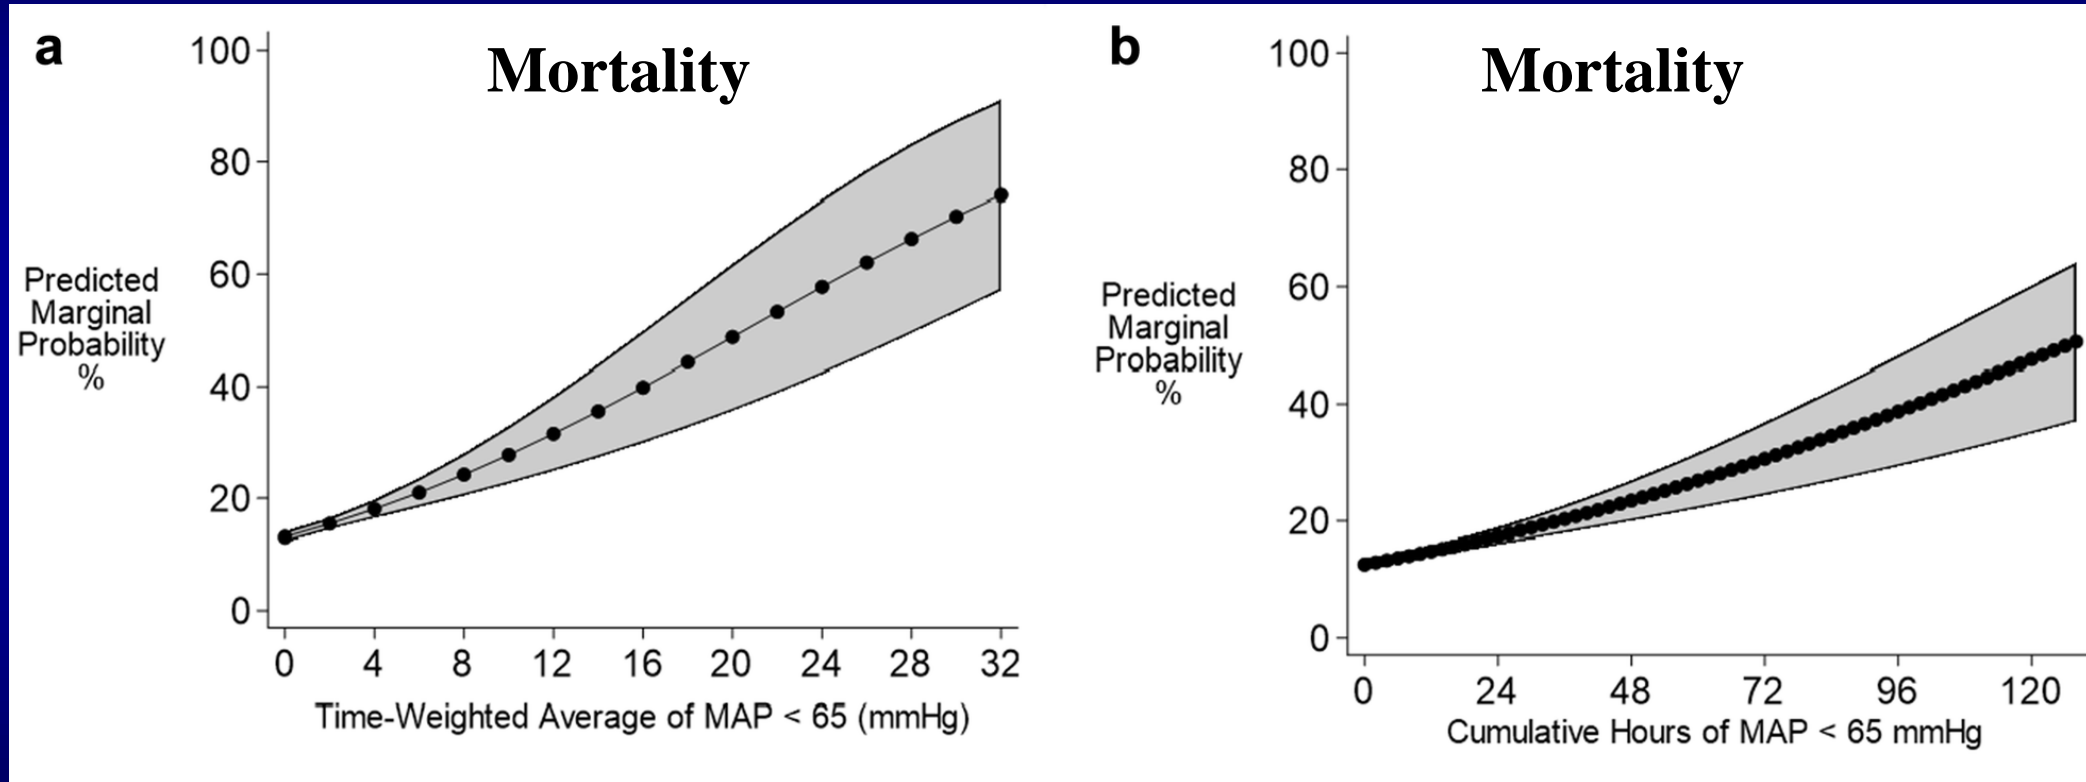 a
Mortality
100
80
60
40
20
0
Predicted
Marginal
Probability
%
0 4 8 12 16 20 24 28 32
Time-Weighted Average of MAP < 65 (mmHg)
b
Mortality
100
80
60
40
20
0
Predicted
Marginal
Probability
%
0 24 48 72 96 120
Cumulative Hours of MAP < 65 mmHg